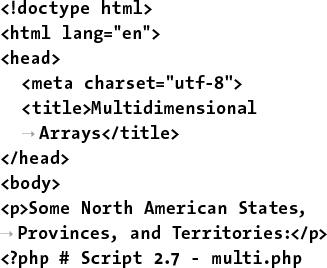 <!doctype html>
<html lang="en">
<head>
<meta charset="utf-8">
<title>Multidimensional
→ Arrays</title>
</head>
<body>
<p>Some North American States,
→ Provinces, and Territories:</p>
<?php # Script 2.7 - multi.php